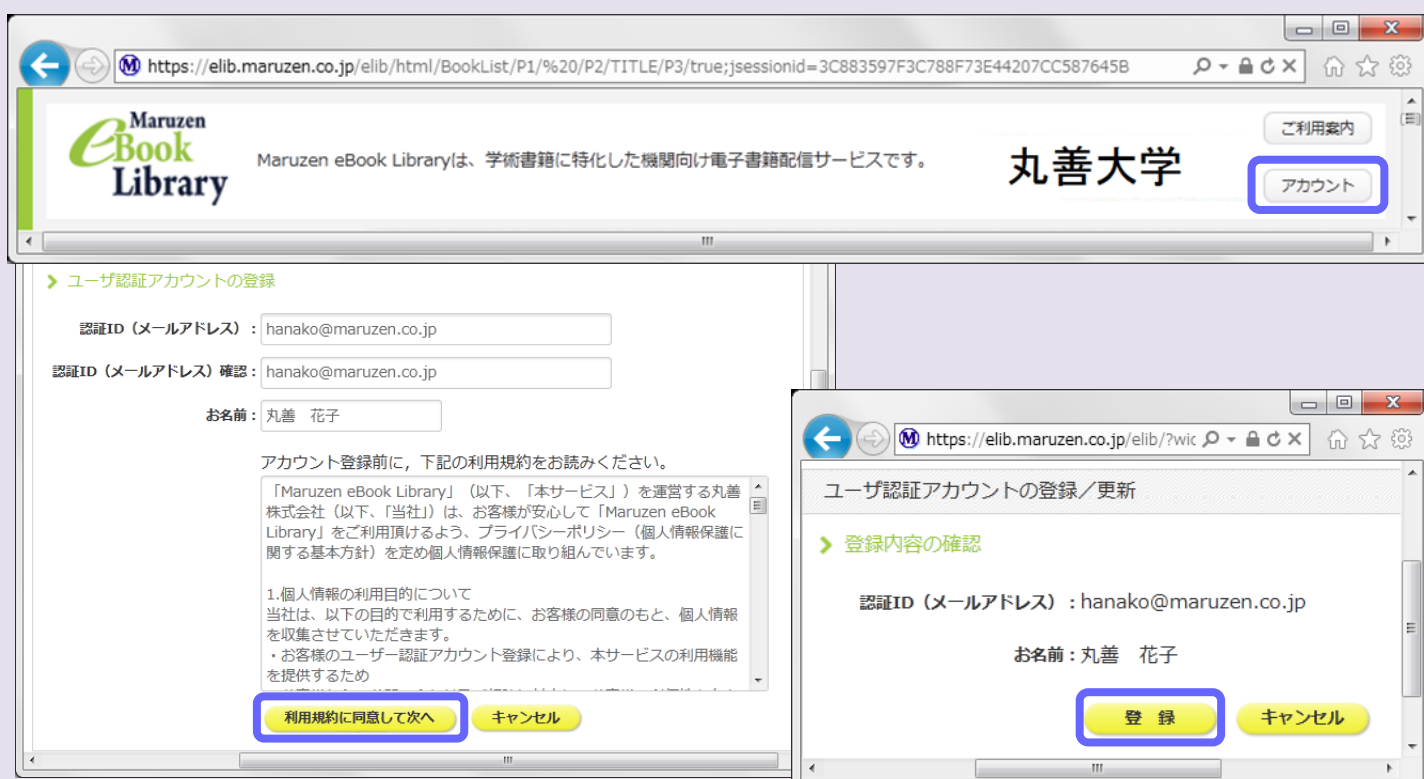 https://elib.maruzen.co.jp/elib/html/BookList/P1/%20/P2/TITLE/P3/true;jsessionid=3C883597F3C788F73E44207CC587645B
Maruzen
eBook
Library
Maruzen eBook Libraryは、学術書籍に特化した機関向け電子書籍配信サービスです。
丸善大学
ご利用案内
アカウント
ユーザ認証アカウントの登録
認証ID（メールアドレス）：hanako@maruzen.co.jp
認証ID（メールアドレス）確認：hanako@maruzen.co.jp
お名前：丸善　花子
アカウント登録前に，下記の利用規約をお読みください。
「Maruzen eBook Library」（以下、「本サービス」）を運営する丸善
株式会社（以下、「当社」）は、お客様が安心して「Maruzen eBook
Library」をご利用頂けるよう、プライバシーポリシー（個人情報保護に
関する基本方針）を定め個人情報保護に取り組んでいます。
1.個人情報の利用目的について
当社は、以下の目的で利用するために、お客様の同意のもと、個人情報
を収集させていただきます。
・お客様のユーザー認証アカウント登録により、本サービスの利用機能
を提供するため
利用規約に同意して次へ
キャンセル
https://elib.maruzen.co.jp/elib/?wic
ユーザ認証アカウントの登録／更新
登録内容の確認
認証ID（メールアドレス）：hanako@maruzen.co.jp
お名前：丸善　花子
登　録
キャンセル